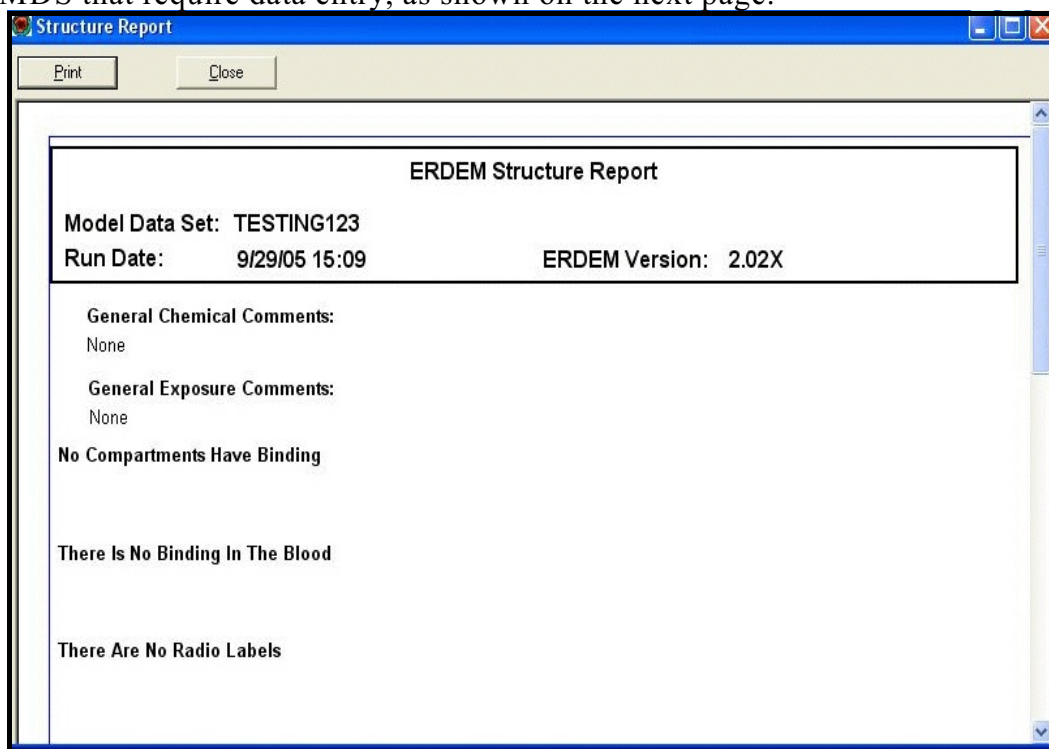 MDS that require data entry, as shown on the next page.
Structure Report
Print Close
ERDEM Structure Report
Model Data Set: TESTING123
Run Date: 9/29/05 15:09 ERDEM Version: 2.02X
General Chemical Comments:
None
General Exposure Comments:
None
No Compartments Have Binding
There Is No Binding In The Blood
There Are No Radio Labels